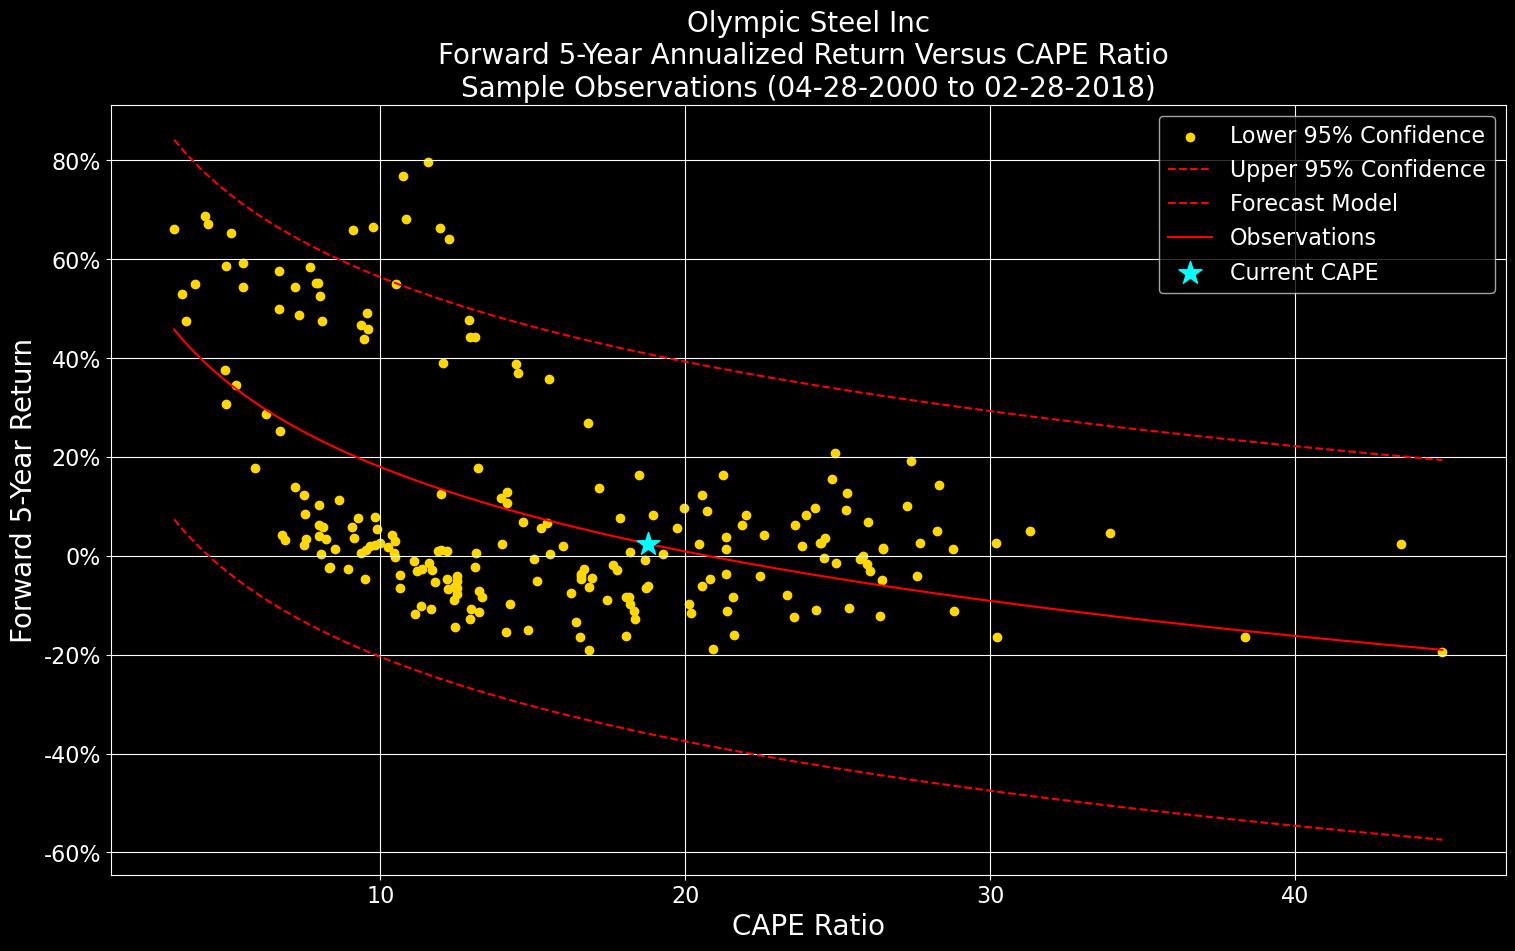 Olympic Steel Inc
Forward 5-Year Annualized Return Versus CAPE Ratio
Sample Observations (04-28-2000 to 02-28-2018)
Lower 95% Confidence
Upper 95% Confidence
Forecast Model
Observations
Current CAPE
Forward 5-Year Return
80%
60%
40%
20%
0%
-20%
-40%
-60%
10 20 30 40
CAPE Ratio